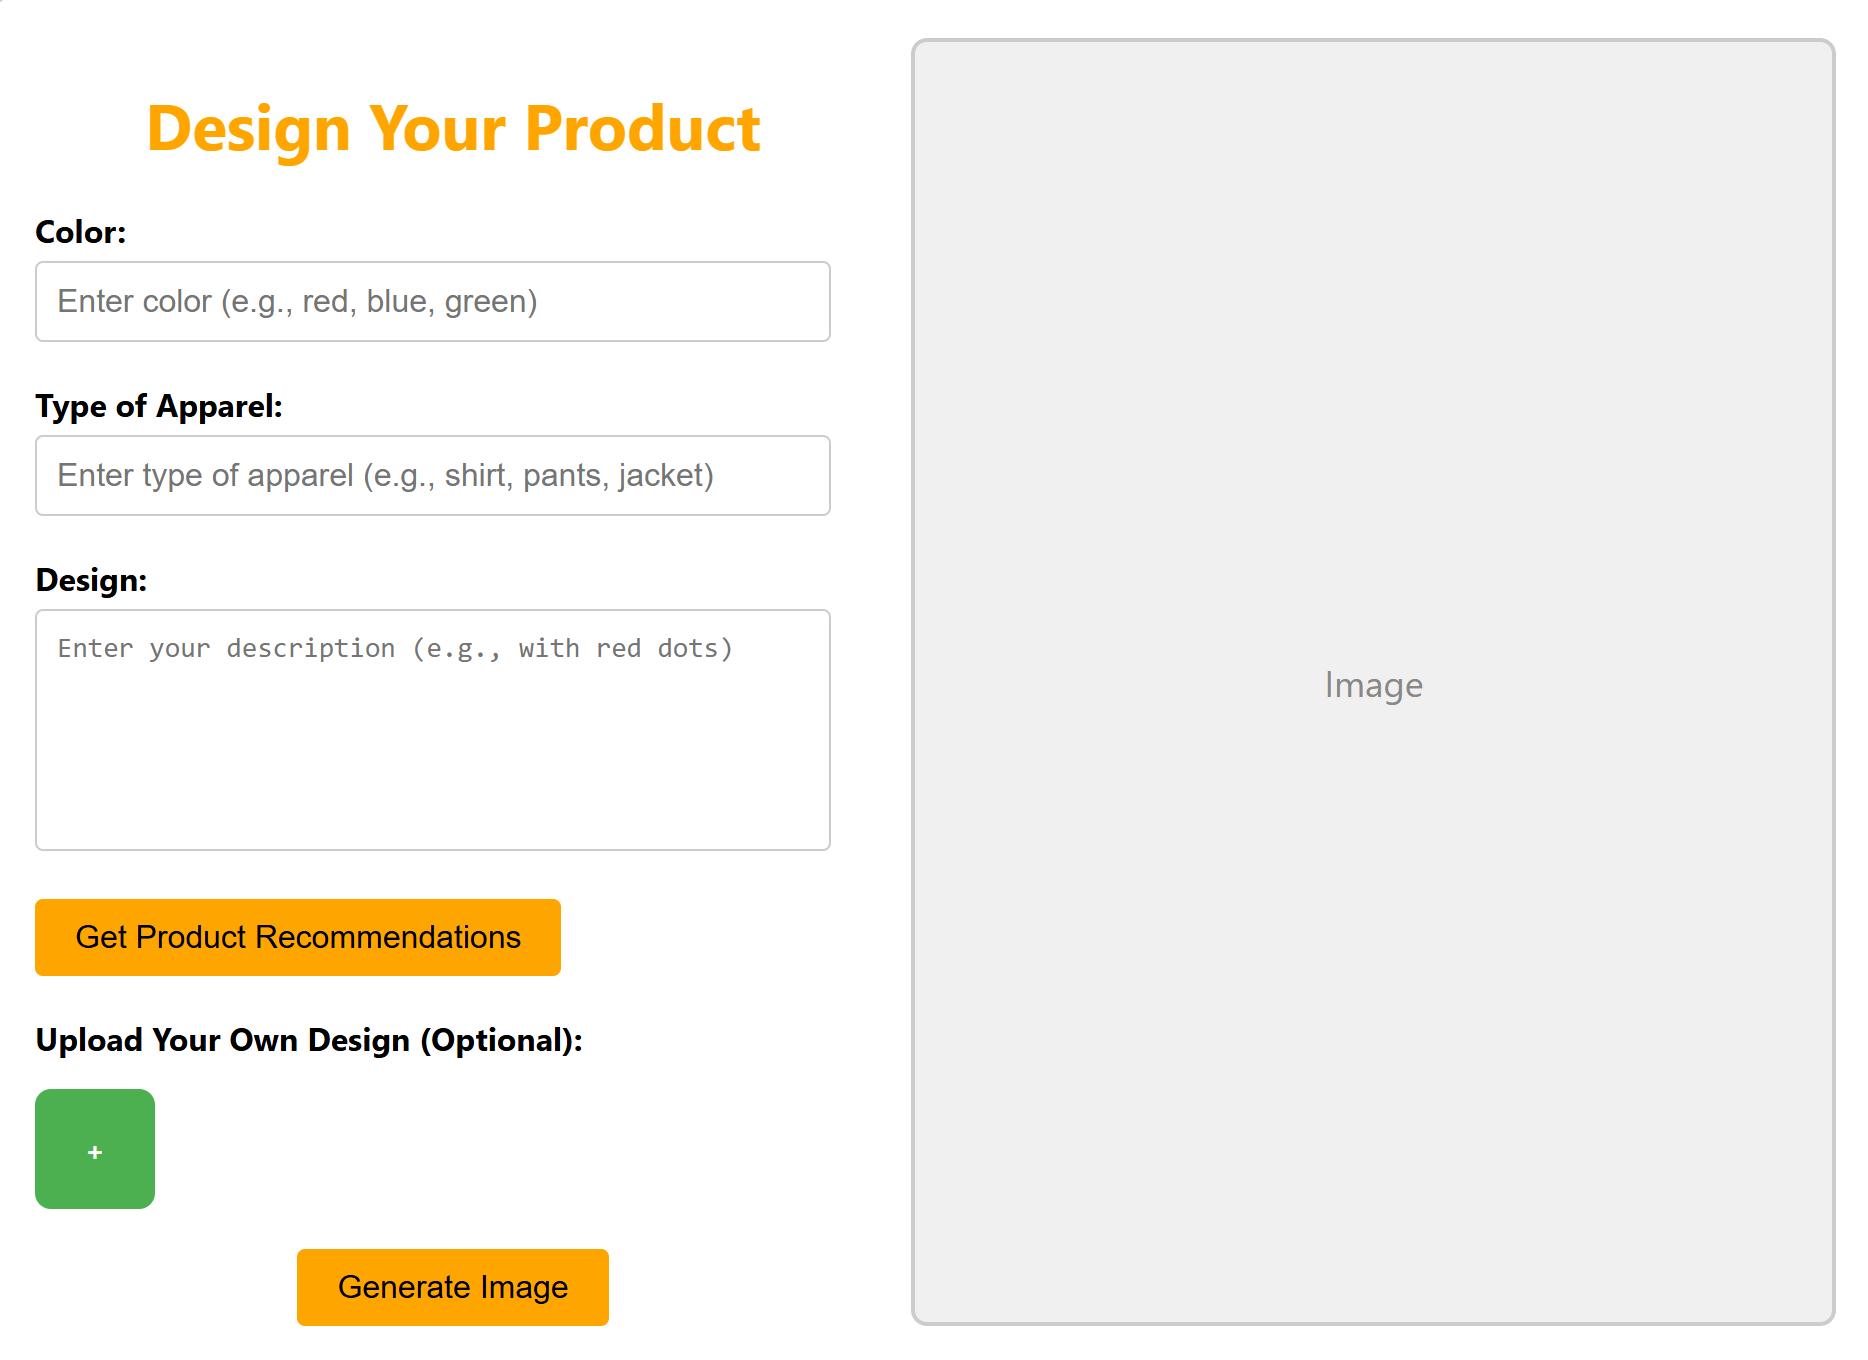 Design Your Product
Color:
Enter color (e.g., red, blue, green)
Type of Apparel:
Enter type of apparel (e.g., shirt, pants, jacket)
Design:
Enter your description (e.g., with red dots)
Get Product Recommendations
Upload Your Own Design (Optional):
+
Generate Image
Image